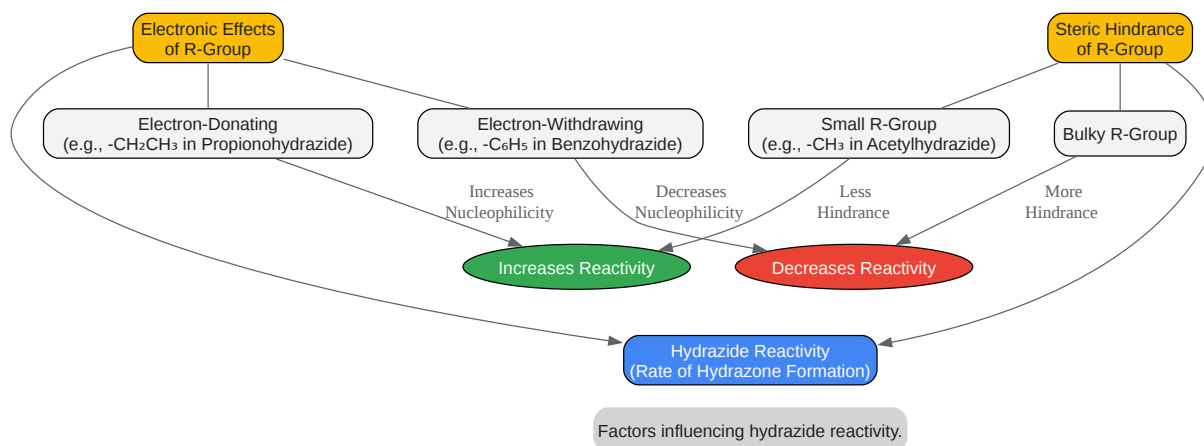 Electronic Effects
of R-Group
Steric Hindrance
of R-Group
Electron-Donating
(e.g., -CH₂CH₃ in Propionohydrazide)
Electron-Withdrawing
(e.g., -C₆H₅ in Benzohydrazide)
Small R-Group
(e.g., -CH₃ in Acetylhydrazide)
Bulky R-Group
Increases
Nucleophilicity
Decreases
Nucleophilicity
Less
Hindrance
More
Hindrance
Increases Reactivity
Decreases Reactivity
Hydrazide Reactivity
(Rate of Hydrazone Formation)
Factors influencing hydrazide reactivity.